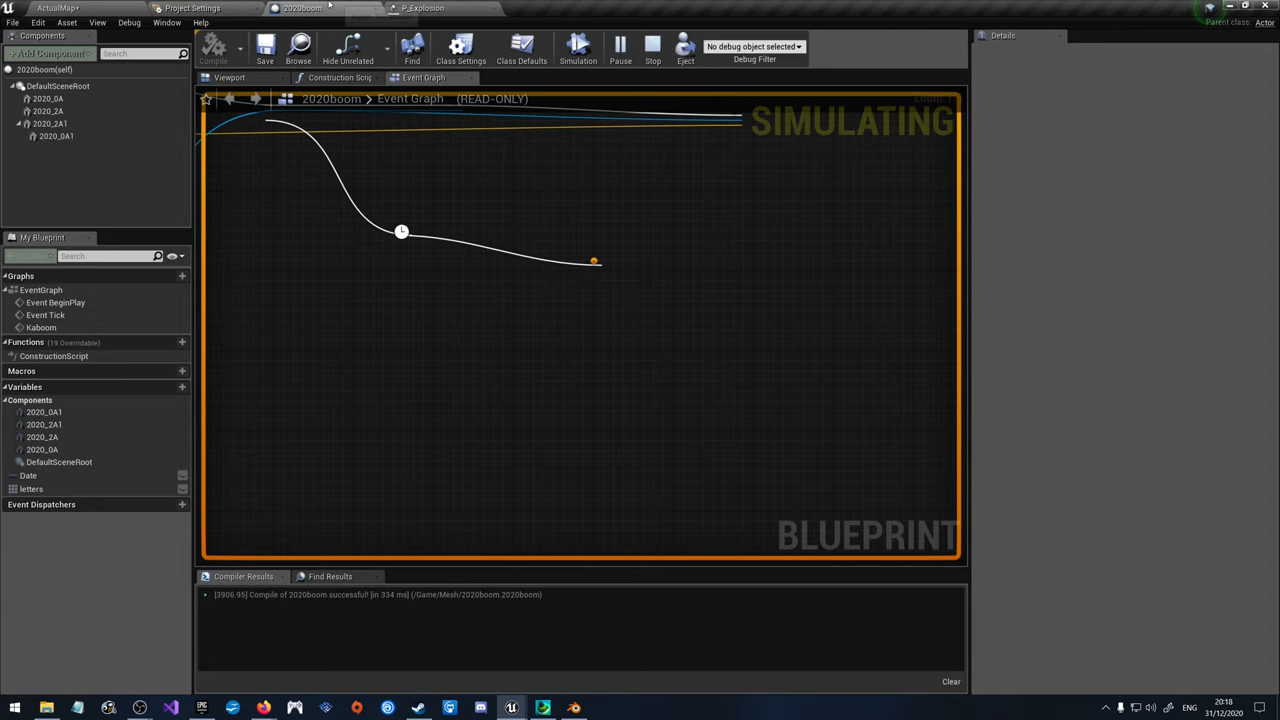 ActualMap*
Project Settings
2020boom
P_Explosion
File Edit Asset View Debug Window Help
Parent class: Actor
Components
+ Add Component
Search
2020boom(self)
DefaultSceneRoot
2020_0A
2020_2A
2020_2A1
2020_0A1
Compile
Save
Browse
Hide Unrelated
Find
Class Settings
Class Defaults
Simulation
Pause
Stop
Eject
No debug object selected
Debug Filter
Details
Viewport
Construction Scrip
Event Graph
2020boom > Event Graph (READ-ONLY)
SIMULATING
BLUEPRINT
My Blueprint
Search
Graphs
EventGraph
Event BeginPlay
Event Tick
Kaboom
Functions (19 Overridable)
ConstructionScript
Macros
Variables
Components
2020_0A1
2020_2A1
2020_2A
2020_0A
DefaultSceneRoot
Date
letters
Event Dispatchers
Compiler Results
Find Results
[3906.95] Compile of 2020boom successful! [in 334 ms] (/Game/Mesh/2020boom.2020boom)
Clear
ENG
20:18
31/12/2020